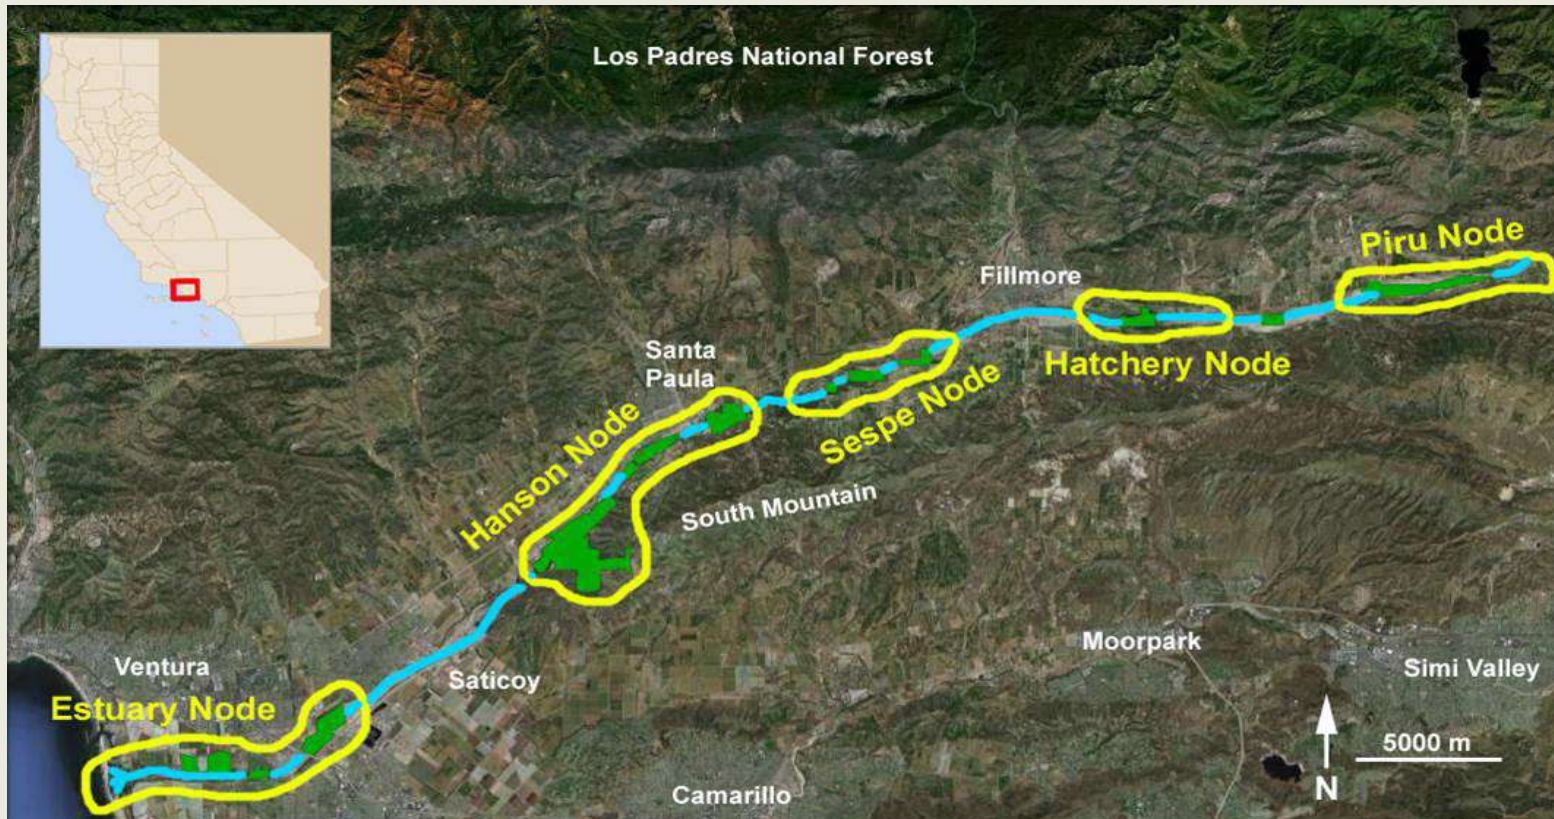 Los Padres National Forest
Piru Node
Fillmore
Hatchery Node
Santa
Paula
Sespe Node
Hanson Node
South Mountain
Moorpark
Simi Valley
Ventura
Saticoy
Estuary Node
5000 m
N
Camarillo